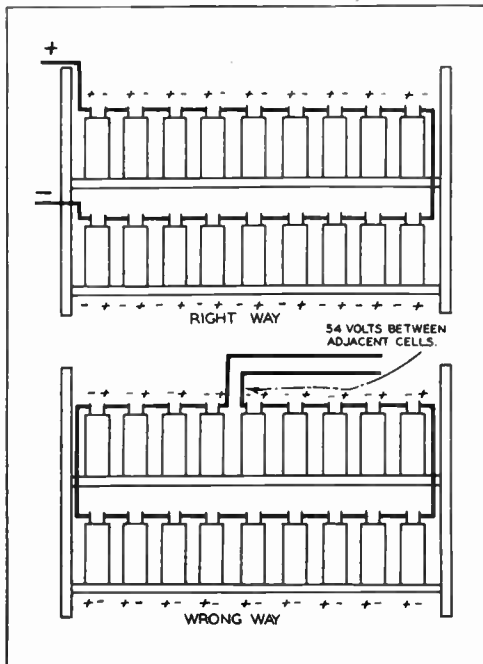 +
+ - + - + - + - + - + - + - + - + -
−
- + - + - + - + - + - + - + - + - +
RIGHT WAY
54 VOLTS BETWEEN
ADJACENT CELLS.
- + - + - + - + - + - + - + - + - +
+ - + - + - + - + - + - + - + - + -
WRONG WAY